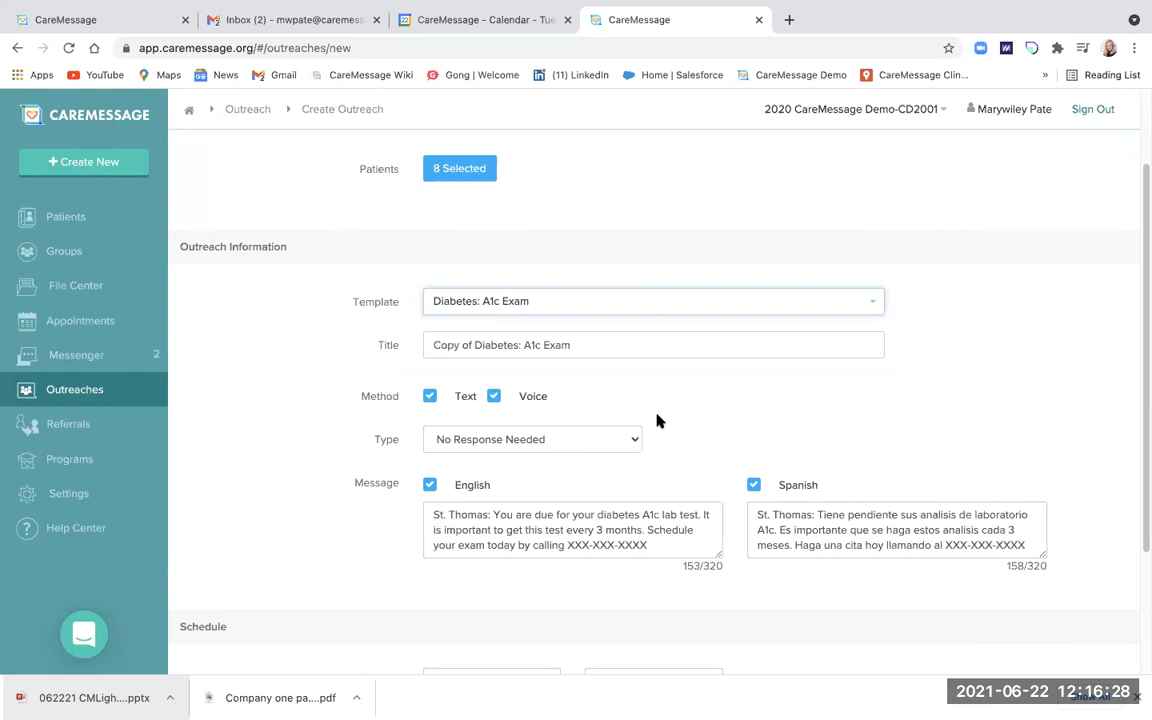 CareMessage
Inbox (2) - mwpate@caremess
CareMessage - Calendar - Tue
CareMessage
app.caremessage.org/#/outreaches/new
Apps
YouTube
Maps
News
Gmail
CareMessage Wiki
Gong | Welcome
(11) LinkedIn
Home | Salesforce
CareMessage Demo
CareMessage Clin...
»
Reading List
CAREMESSAGE
Outreach
Create Outreach
2020 CareMessage Demo-CD2001
Marywiley Pate
Sign Out
+ Create New
Patients
Groups
File Center
Appointments
Messenger 2
Outreaches
Referrals
Programs
Settings
Help Center
Patients
8 Selected
Outreach Information
Template
Diabetes: A1c Exam
Title
Copy of Diabetes: A1c Exam
Method
Text
Voice
Type
No Response Needed
Message
English
St. Thomas: You are due for your diabetes A1c lab test. It
is important to get this test every 3 months. Schedule
your exam today by calling XXX-XXX-XXXX
153/320
Spanish
St. Thomas: Tiene pendiente sus analisis de laboratorio
A1c. Es importante que se haga estos analisis cada 3
meses. Haga una cita hoy llamando al XXX-XXX-XXXX
158/320
Schedule
062221 CMLigh....pptx
Company one pa....pdf
2021-06-22 12:16:28